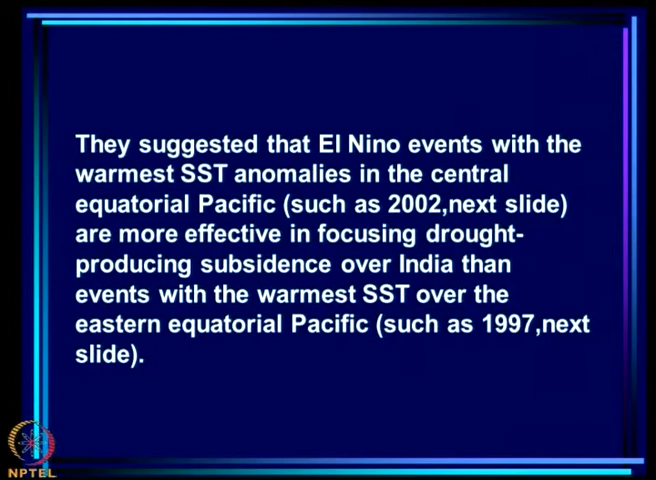 They suggested that El Nino events with the
warmest SST anomalies in the central
equatorial Pacific (such as 2002,next slide)
are more effective in focusing drought-
producing subsidence over India than
events with the warmest SST over the
eastern equatorial Pacific (such as 1997,next
slide).
NPTEL